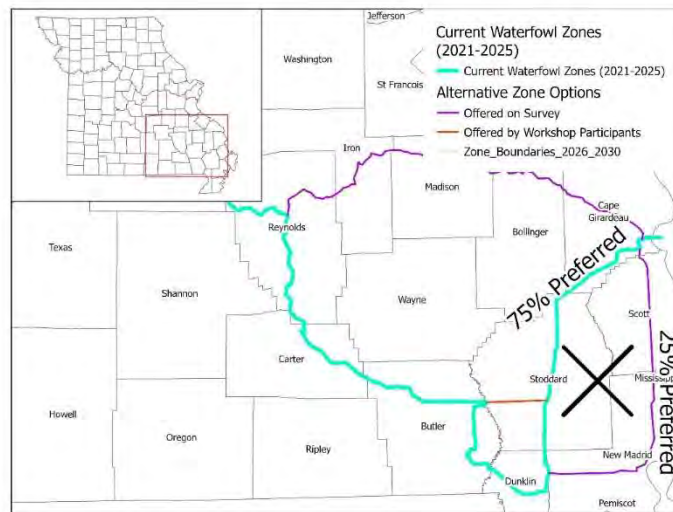 Jefferson
Washington
St Francois
Current Waterfowl Zones
(2021-2025)
Current Waterfowl Zones (2021-2025)
Alternative Zone Options
Offered on Survey
Offered by Workshop Participants
Zone_Boundaries_2026_2030
Iron
Madison
Cape
Girardeau
Reynolds
Bollinger
Texas
75% Preferred
Shannon
Wayne
Scott
Carter
Stoddard
Mississippi
25% Preferred
Howell
Oregon
Ripley
Butler
New Madrid
Dunklin
Pemiscot